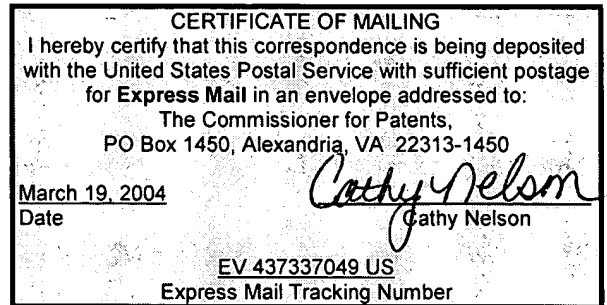 CERTIFICATE OF MAILING
I hereby certify that this correspondence is being deposited
with the United States Postal Service with sufficient postage
for Express Mail in an envelope addressed to:
The Commissioner for Patents,
PO Box 1450, Alexandria, VA 22313-1450
March 19, 2004 Cathy Nelson
Date Cathy Nelson
EV 437337049 US
Express Mail Tracking Number